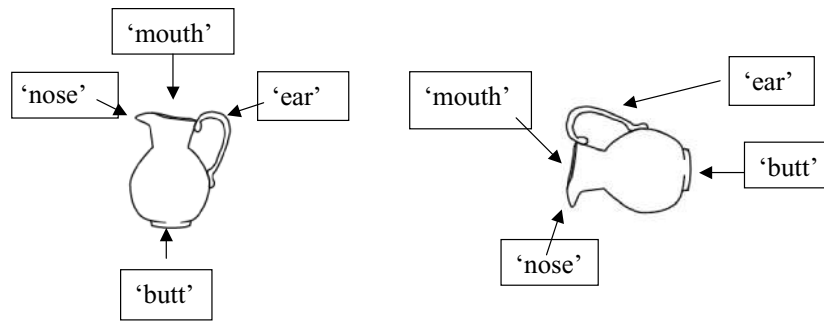 ‘mouth’
‘nose’
‘ear’
‘butt’
‘ear’
‘mouth’
‘butt’
‘nose’